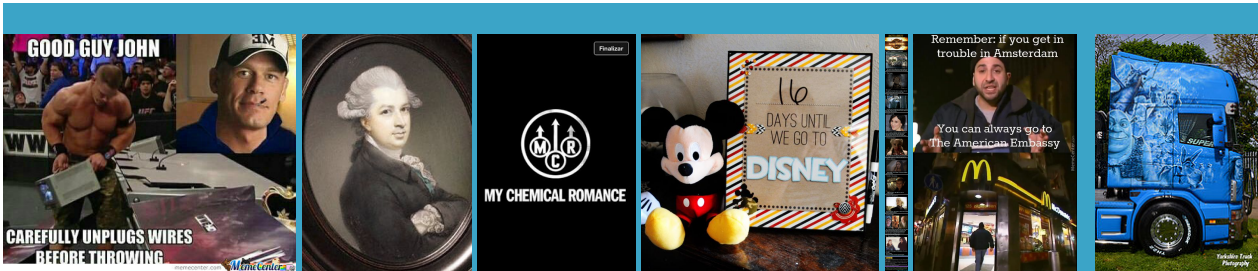 GOOD GUY JOHN
WW
CAREFULLY UNPLUGS WIRES
BEFORE THROWING
memecenter.com MemeCenter
Finalizar
M C R
MY CHEMICAL ROMANCE
16
DAYS UNTIL
WE GO TO
DISNEY
Remember: if you get in
trouble in Amsterdam
You can always go to
The American Embassy
SUPER
Yorkshire Truck
Photography